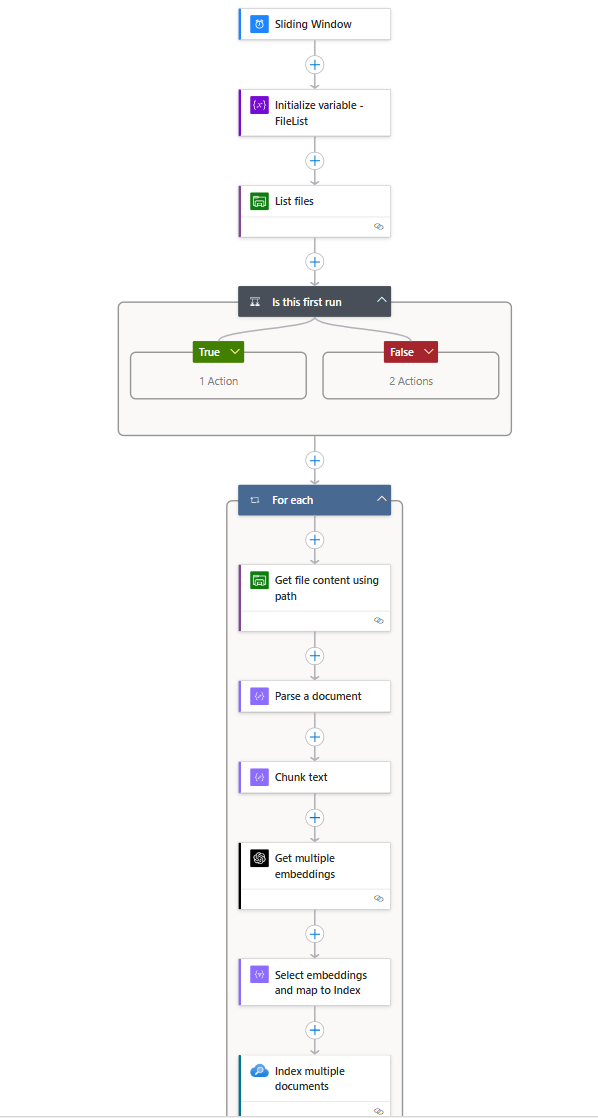 Sliding Window
Initialize variable -
FileList
List files
Is this first run
True
False
1 Action
2 Actions
For each
Get file content using
path
Parse a document
Chunk text
Get multiple
embeddings
Select embeddings
and map to Index
Index multiple
documents